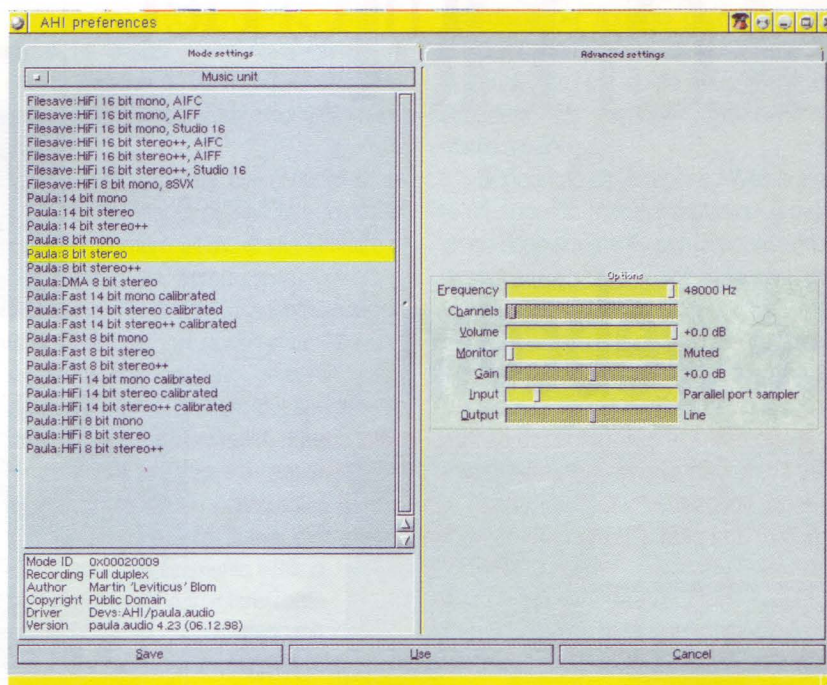 AHI preferences
Mode settings
Advanced settings
Music unit
Filesave:HiFi 16 bit mono, AIFC
Filesave:HiFi 16 bit mono, AIFF
Filesave:HiFi 16 bit mono, Studio 16
Filesave:HiFi 16 bit stereo++, AIFC
Filesave:HiFi 16 bit stereo++, AIFF
Filesave:HiFi 16 bit stereo++, Studio 16
Filesave:HiFi 8 bit mono, 8SVX
Paula:14 bit mono
Paula:14 bit stereo
Paula:14 bit stereo++
Paula:8 bit mono
Paula:8 bit stereo
Paula:8 bit stereo++
Paula:DMA 8 bit stereo
Paula:Fast 14 bit mono calibrated
Paula:Fast 14 bit stereo calibrated
Paula:Fast 14 bit stereo++ calibrated
Paula:Fast 8 bit mono
Paula:Fast 8 bit stereo
Paula:Fast 8 bit stereo++
Paula:HiFi 14 bit mono calibrated
Paula:HiFi 14 bit stereo calibrated
Paula:HiFi 14 bit stereo++ calibrated
Paula:HiFi 8 bit mono
Paula:HiFi 8 bit stereo
Paula:HiFi 8 bit stereo++
Mode ID 0x00020009
Recording Full duplex
Author Martin 'Leviticus' Blom
Copyright Public Domain
Driver Devs:AHI/paula.audio
Version paula.audio 4.23 (06.12.98)
Options
Frequency 48000 Hz
Channels
Volume +0.0 dB
Monitor Muted
Gain +0.0 dB
Input Parallel port sampler
Output Line
Save
Use
Cancel